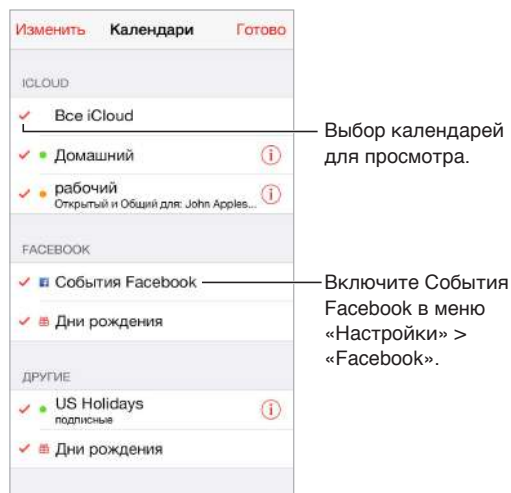 Изменить Календари Готово
ICLOUD
Все iCloud
Домашний
рабочий
Открытый и Общий для: John Apples...
FACEBOOK
События Facebook
Дни рождения
ДРУГИЕ
US Holidays
подписные
Дни рождения
Выбор календарей
для просмотра.
Включите События
Facebook в меню
«Настройки» >
«Facebook».